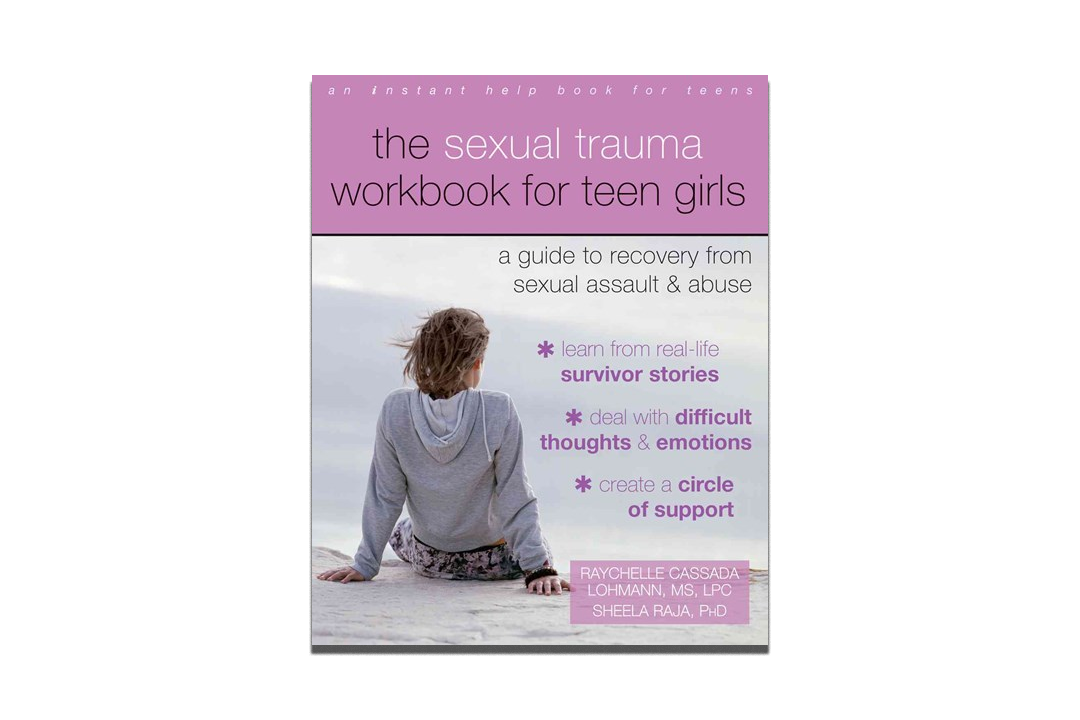 an instant help book for teens
the sexual trauma
workbook for teen girls
a guide to recovery from
sexual assault & abuse
* learn from real-life
survivor stories
* deal with difficult
thoughts & emotions
* create a circle
of support
RAYCHELLE CASSADA
LOHMANN, MS, LPC
SHEELA RAJA, PHD